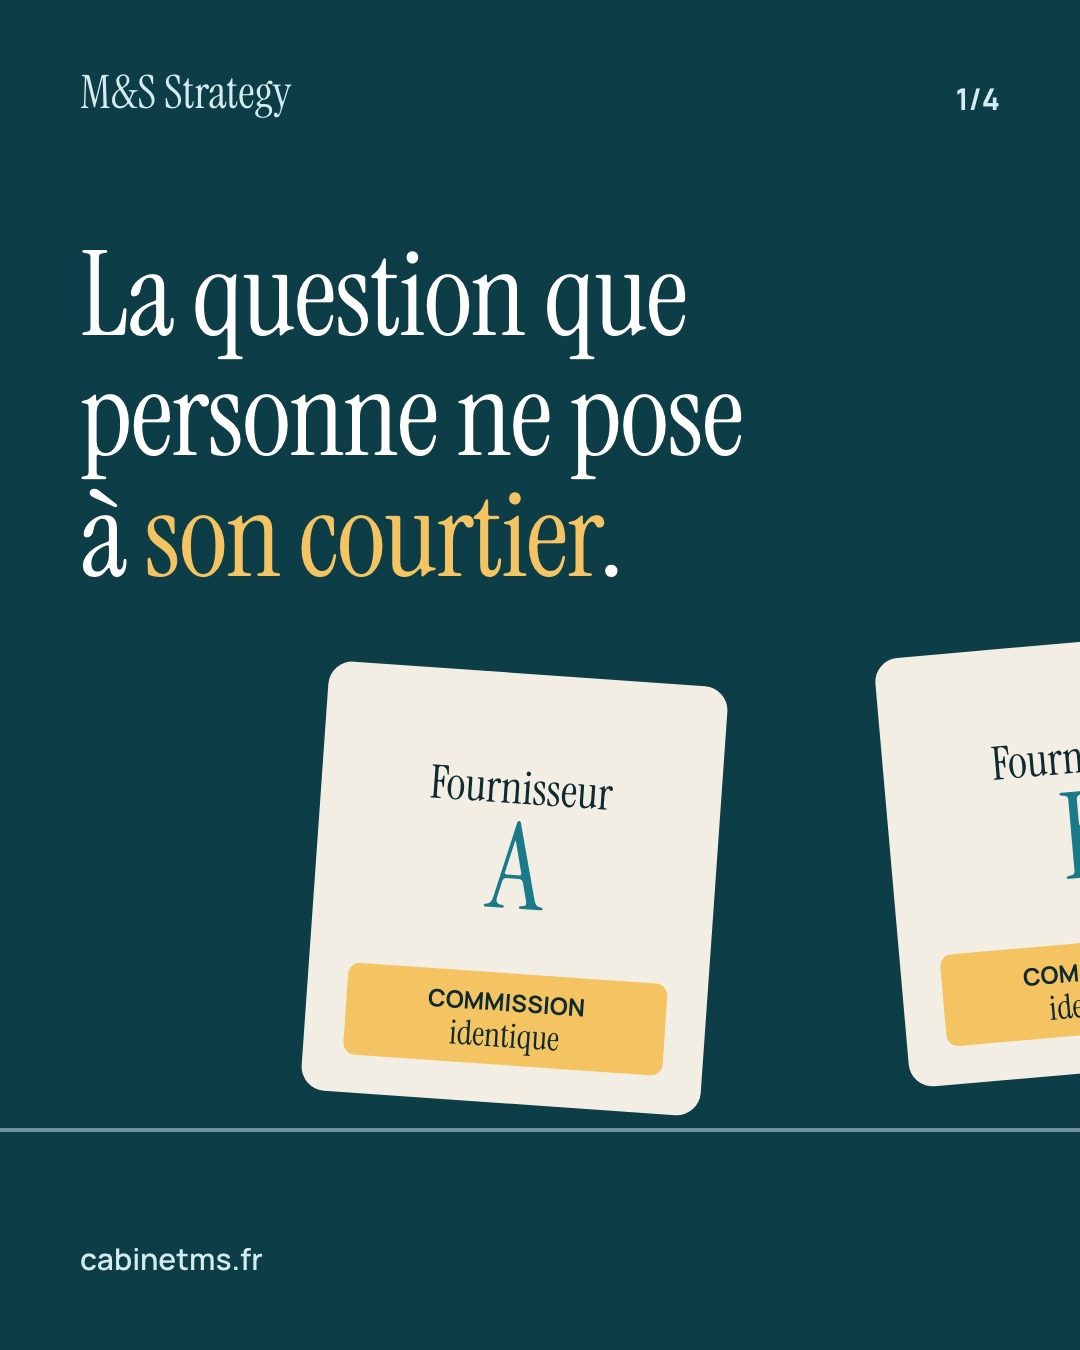 M&S Strategy
1/4
La question que
personne ne pose
à son courtier.
Fournisseur
A
COMMISSION
identique
cabinetms.fr